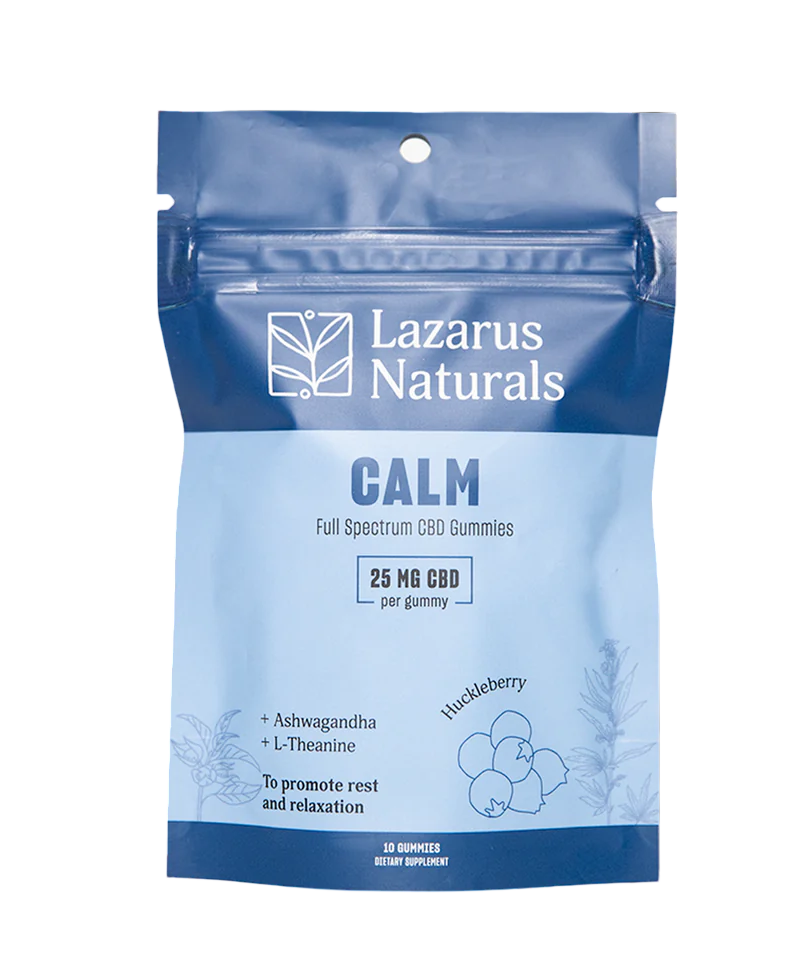 Lazarus
Naturals
CALM
Full Spectrum CBD Gummies
25 MG CBD
per gummy
Huckleberry
+ Ashwagandha
+ L-Theanine
To promote rest
and relaxation
10 GUMMIES
DIETARY SUPPLEMENT